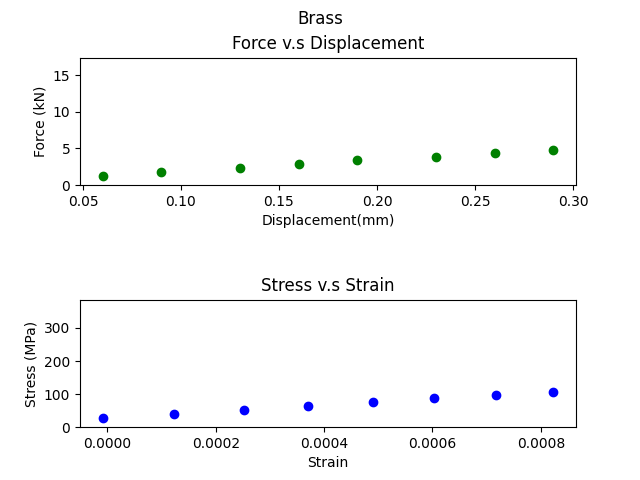 Brass
Force v.s Displacement
15
10
5
0
Force (kN)
0.05 0.10 0.15 0.20 0.25 0.30
Displacement(mm)
Stress v.s Strain
300
200
100
0
Stress (MPa)
0.0000 0.0002 0.0004 0.0006 0.0008
Strain